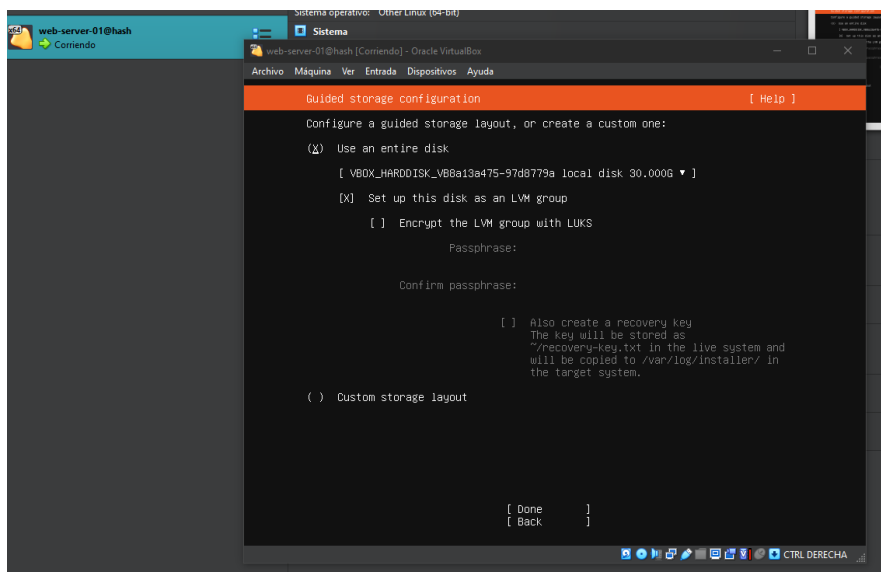 Sistema operativo: Other Linux (64-bit)
x64
web-server-01@hash
Corriendo
Sistema
web-server-01@hash [Corriendo] - Oracle VirtualBox
Archivo Máquina Ver Entrada Dispositivos Ayuda
Guided storage configuration [ Help ]
Configure a guided storage layout, or create a custom one:
(X) Use an entire disk
[ VBOX_HARDDISK_VB8a13a475-97d8779a local disk 30.000G ▾ ]
[X] Set up this disk as an LVM group
[ ] Encrypt the LVM group with LUKS
Passphrase:
Confirm passphrase:
[ ] Also create a recovery key
The key will be stored as
~/recovery-key.txt in the live system and
will be copied to /var/log/installer/ in
the target system.
( ) Custom storage layout
[ Done ]
[ Back ]
CTRL DERECHA